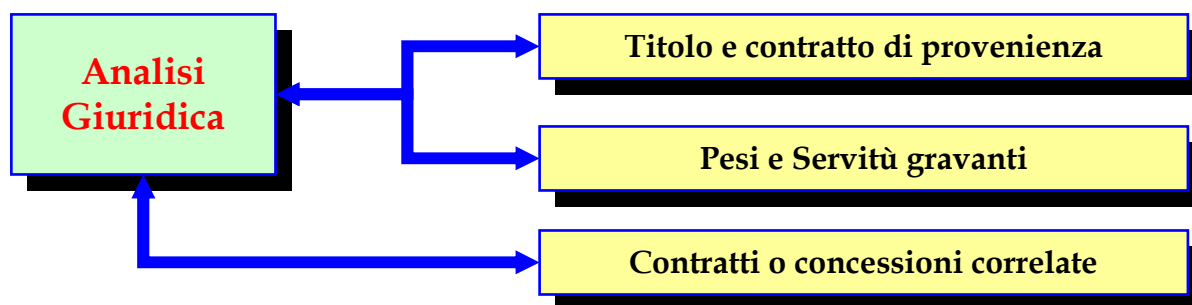 Analisi
Giuridica
Titolo e contratto di provenienza
Pesi e Servitù gravanti
Contratti o concessioni correlate